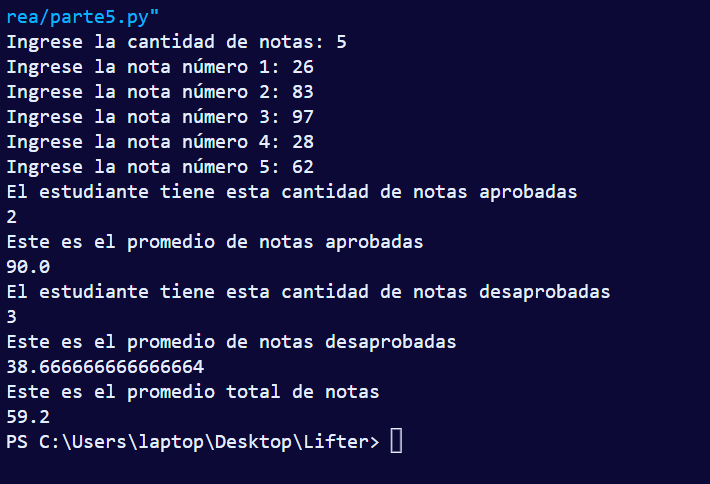 rea/parte5.py"
Ingrese la cantidad de notas: 5
Ingrese la nota número 1: 26
Ingrese la nota número 2: 83
Ingrese la nota número 3: 97
Ingrese la nota número 4: 28
Ingrese la nota número 5: 62
El estudiante tiene esta cantidad de notas aprobadas
2
Este es el promedio de notas aprobadas
90.0
El estudiante tiene esta cantidad de notas desaprobadas
3
Este es el promedio de notas desaprobadas
38.666666666666664
Este es el promedio total de notas
59.2
PS C:\Users\laptop\Desktop\Lifter>